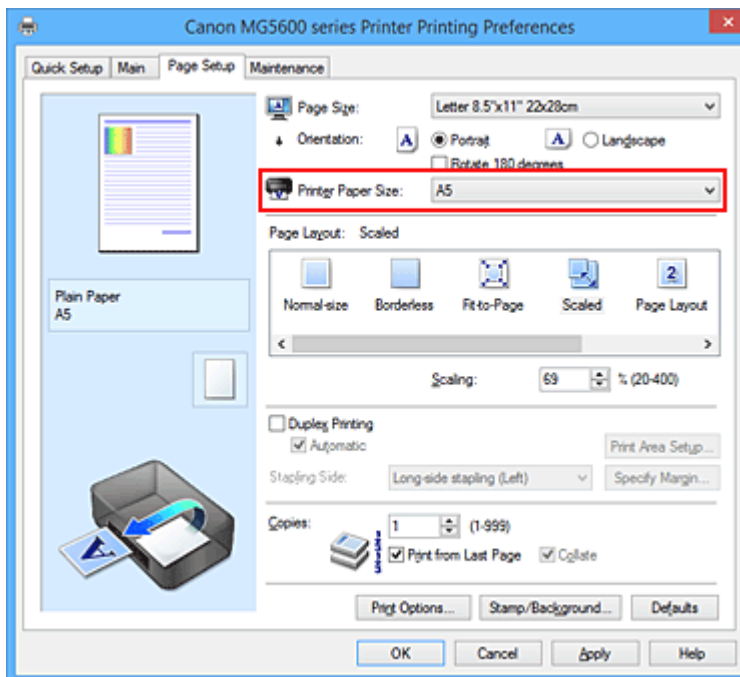 Canon MG5600 series Printer Printing Preferences
Quick Setup Main Page Setup Maintenance
Page Size: Letter 8.5"x11" 22x28cm
Orientation: A Portrait A Landscape
Rotate 180 degrees
Printer Paper Size: A5
Page Layout: Scaled
Normal-size Borderless Fit-to-Page Scaled 2 Page Layout
Plain Paper
A5
Scaling: 69 % (20-400)
Duplex Printing
Automatic
Print Area Setup...
Stapling Side: Long-side stapling (Left) Specify Margin...
Copies: 1 (1-999)
Print from Last Page Collate
A
Print Options... Stamp/Background... Defaults
OK Cancel Apply Help